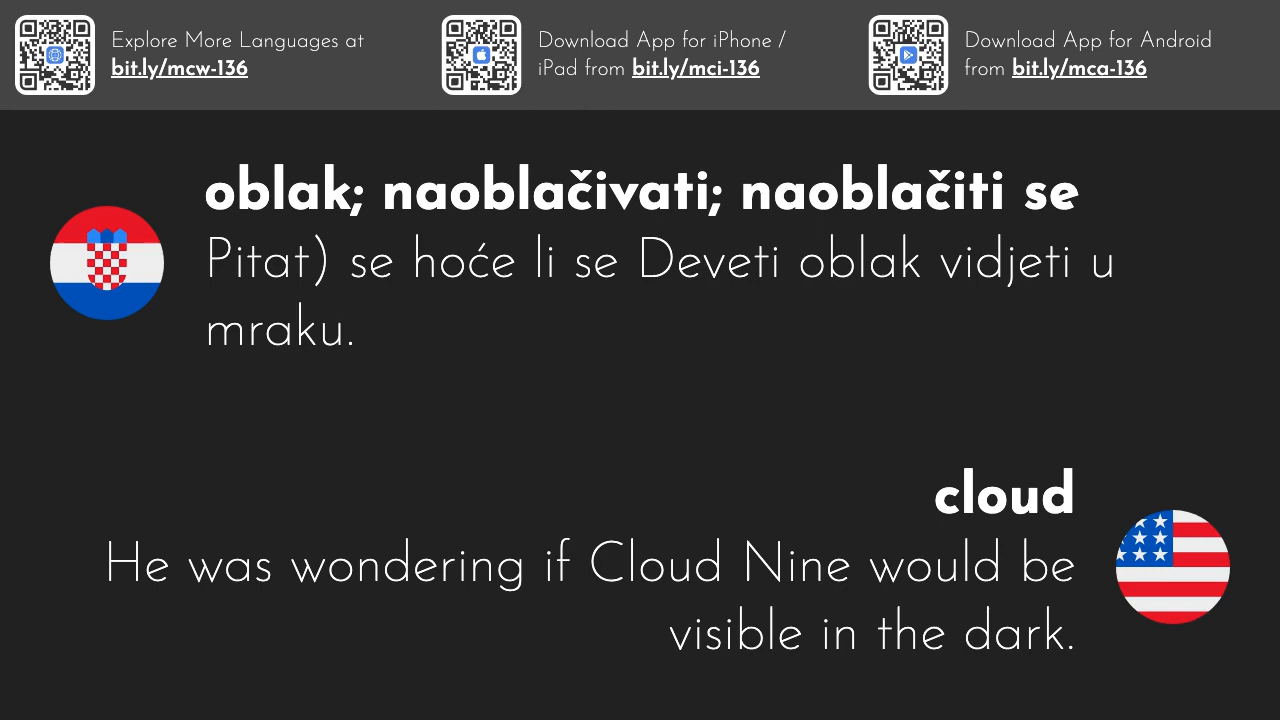 Explore More Languages at
bit.ly/mcw-136
Download App for iPhone /
iPad from bit.ly/mci-136
Download App for Android
from bit.ly/mca-136
oblak; naoblačivati; naoblačiti se
Pitat) se hoće li se Deveti oblak vidjeti u
mraku.
cloud
He was wondering if Cloud Nine would be
visible in the dark.